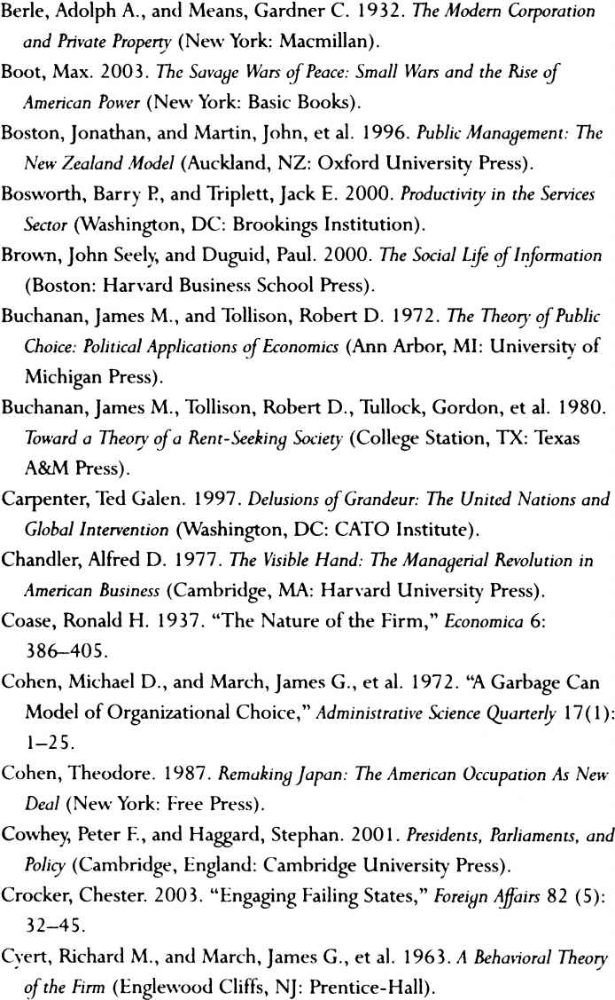 Berle, Adolph A., and Means, Gardner C. 1932. The Modern Corporation
and Private Property (New York: Macmillan).
Boot, Max. 2003. The Savage Wars of Peace: Small Wars and the Rise of
American Power (New York: Basic Books).
Boston, Jonathan, and Martin, John, et al. 1996. Public Management: The
New Zealand Model (Auckland, NZ: Oxford University Press).
Bosworth, Barry P., and Triplett, Jack E. 2000. Productivity in the Services
Sector (Washington, DC: Brookings Institution).
Brown, John Seely, and Duguid, Paul. 2000. The Social Life of Information
(Boston: Harvard Business School Press).
Buchanan, James M., and Tollison, Robert D. 1972. The Theory of Public
Choice: Political Applications of Economics (Ann Arbor, MI: University of
Michigan Press).
Buchanan, James M., Tollison, Robert D., Tullock, Gordon, et al. 1980.
Toward a Theory of a Rent-Seeking Society (College Station, TX: Texas
A&M Press).
Carpenter, Ted Galen. 1997. Delusions of Grandeur: The United Nations and
Global Intervention (Washington, DC: CATO Institute).
Chandler, Alfred D. 1977. The Visible Hand: The Managerial Revolution in
American Business (Cambridge, MA: Harvard University Press).
Coase, Ronald H. 1937. “The Nature of the Firm,” Economica 6:
386–405.
Cohen, Michael D., and March, James G., et al. 1972. “A Garbage Can
Model of Organizational Choice,” Administrative Science Quarterly 17(1):
1–25.
Cohen, Theodore. 1987. Remaking Japan: The American Occupation As New
Deal (New York: Free Press).
Cowhey, Peter F., and Haggard, Stephan. 2001. Presidents, Parliaments, and
Policy (Cambridge, England: Cambridge University Press).
Crocker, Chester. 2003. “Engaging Failing States,” Foreign Affairs 82 (5):
32–45.
Cyert, Richard M., and March, James G., et al. 1963. A Behavioral Theory
of the Firm (Englewood Cliffs, NJ: Prentice-Hall).